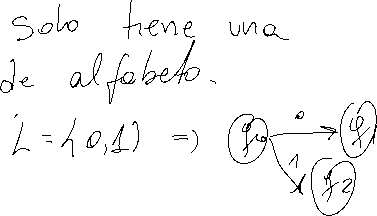 Solo tiene una
de alfabeto.
L = {0,1} => q0 0 q1
1 q2